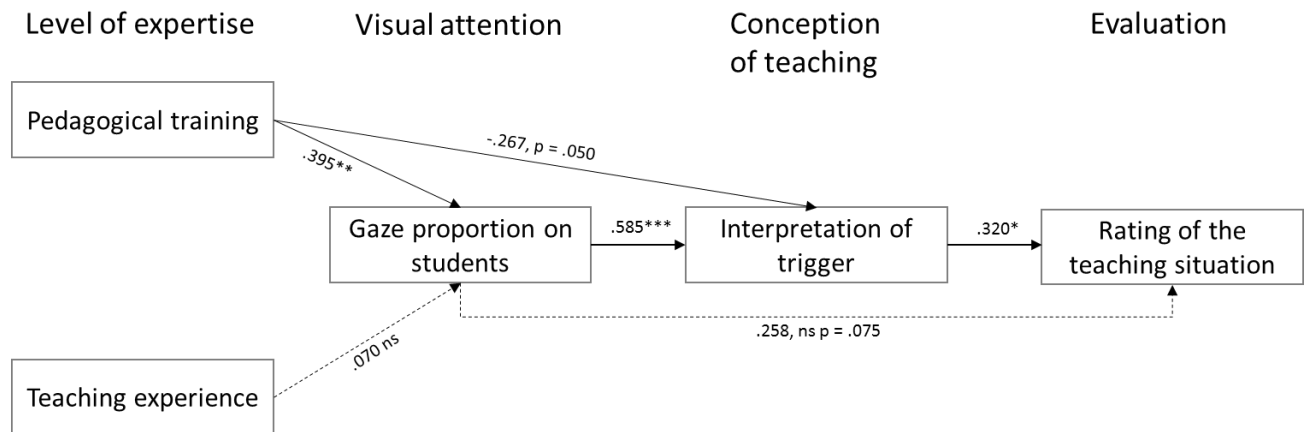 Level of expertise
Visual attention
Conception
of teaching
Evaluation
Pedagogical training
-.267, p = .050
.395**
Gaze proportion on
students
.585***
Interpretation of
trigger
.320*
Rating of the
teaching situation
.258, ns p = .075
.070 ns
Teaching experience